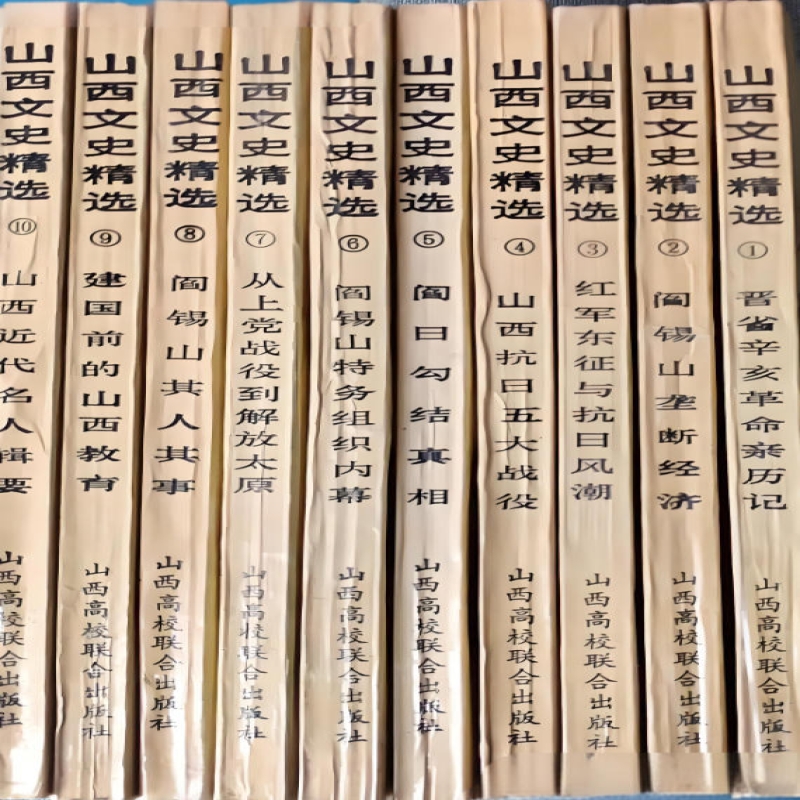 山西文史精选
⑩
山西近代名人辑要
山西高校联合出版社
山西文史精选
⑨
建国前的山西教育
山西高校联合出版社
山西文史精选
⑧
阎锡山其人其事
山西高校联合出版社
山西文史精选
⑦
从上党战役到解放太原
山西高校联合出版社
山西文史精选
⑥
阎锡山特务组织内幕
山西高校联合出版社
山西文史精选
⑤
阎日勾结真相
山西高校联合出版社
山西文史精选
④
山西抗日五大战役
山西高校联合出版社
山西文史精选
③
红军东征与抗日风潮
山西高校联合出版社
山西文史精选
②
阎锡山垄断经济
山西高校联合出版社
山西文史精选
①
晋省辛亥革命亲历记
山西高校联合出版社